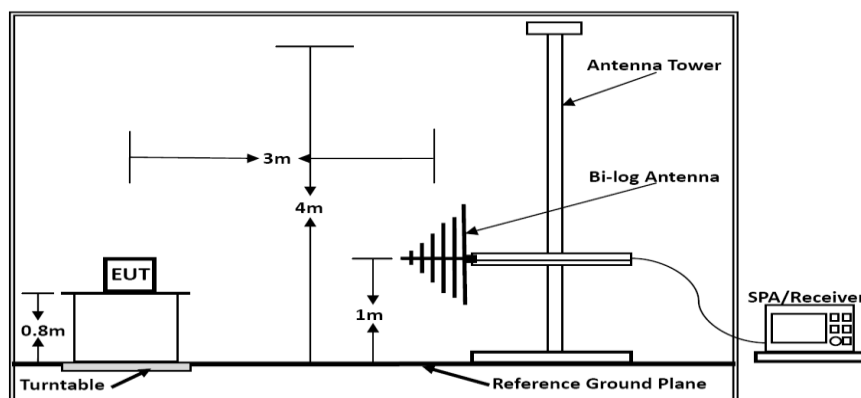 Antenna Tower
3m
Bi-log Antenna
4m
EUT
SPA/Receiver
0.8m
1m
Turntable
Reference Ground Plane